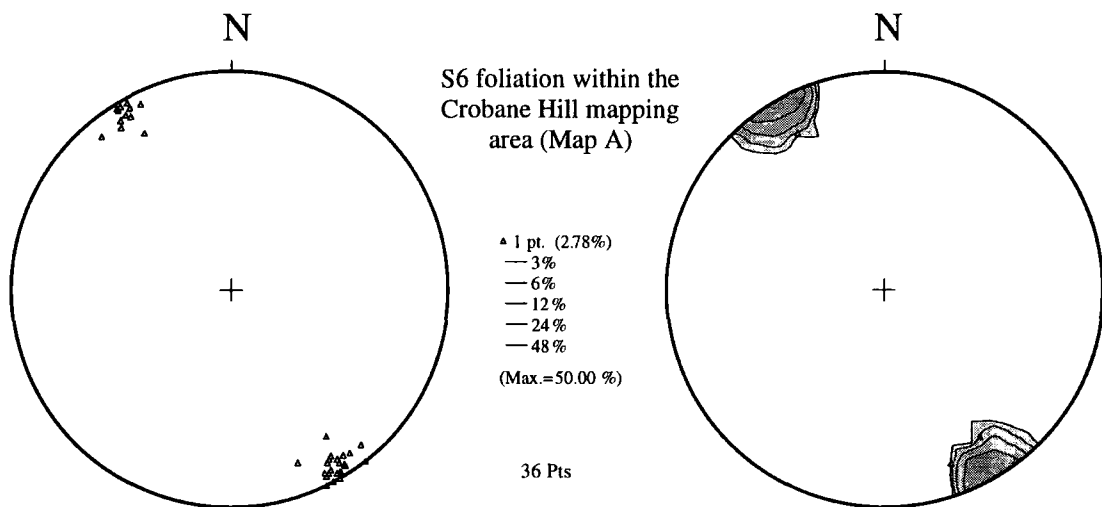 N
S6 foliation within the
Crobane Hill mapping
area (Map A)
N
1 pt. (2.78%)
3%
6%
12%
24%
48%
(Max.=50.00 %)
36 Pts